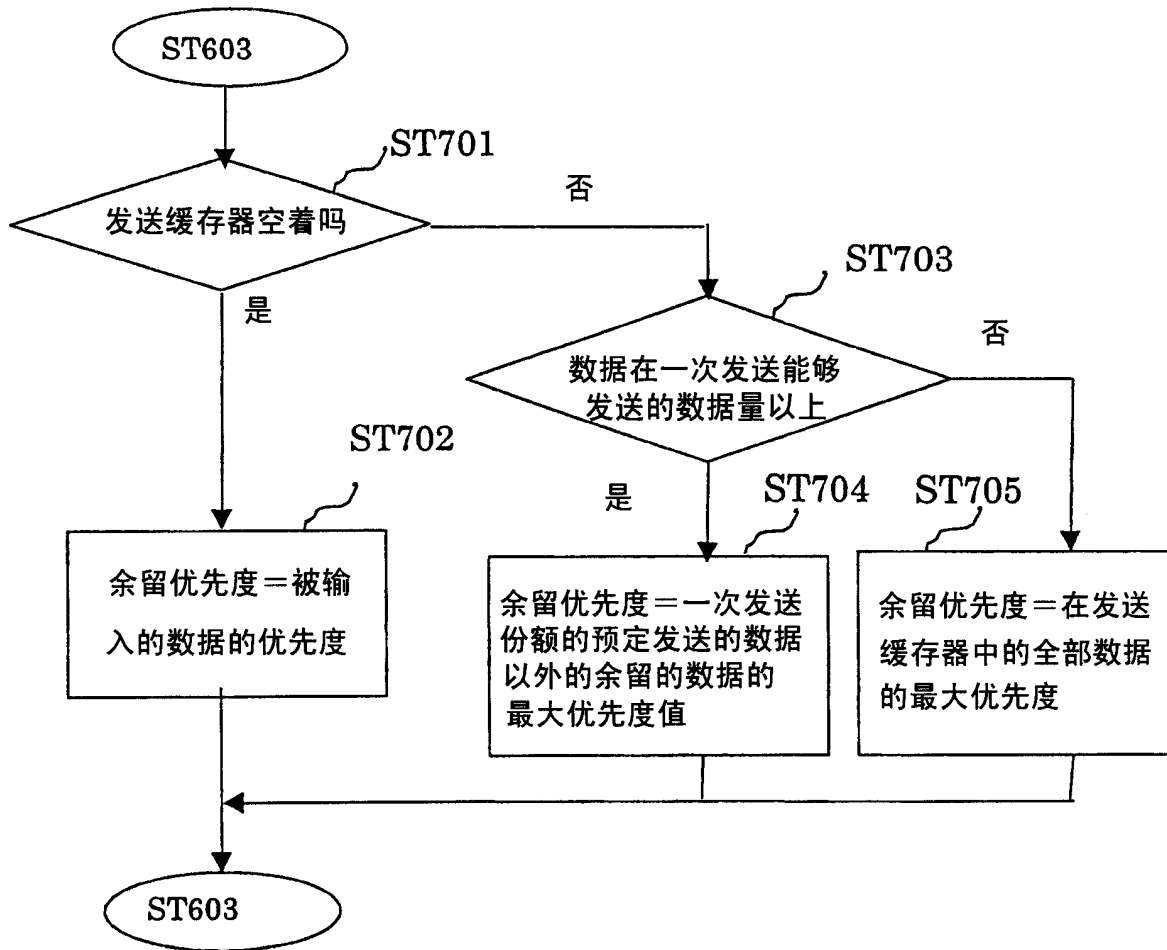 ST603
ST701
发送缓存器空着吗
否
是
ST703
数据在一次发送能够
发送的数据量以上
否
是
ST702
余留优先度＝被输
入的数据的优先度
ST704
余留优先度＝一次发送
份额的预定发送的数据
以外的余留的数据的
最大优先度值
ST705
余留优先度＝在发送
缓存器中的全部数据
的最大优先度
ST603